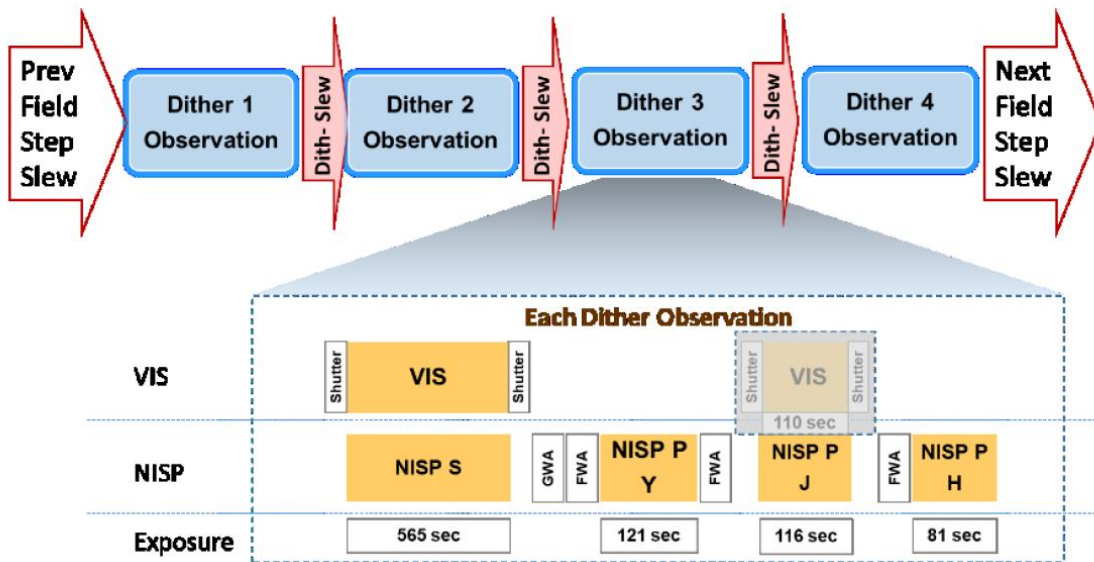 Prev
Field
Step
Slew
Dither 1
Observation
Dith- Slew
Dither 2
Observation
Dith- Slew
Dither 3
Observation
Dith- Slew
Dither 4
Observation
Next
Field
Step
Slew
Each Dither Observation
VIS
Shutter
VIS
Shutter
Shutter
VIS
Shutter
110 sec
NISP
NISP S
GWA
FWA
NISP P
Y
FWA
NISP P
J
FWA
NISP P
H
Exposure
565 sec
121 sec
116 sec
81 sec